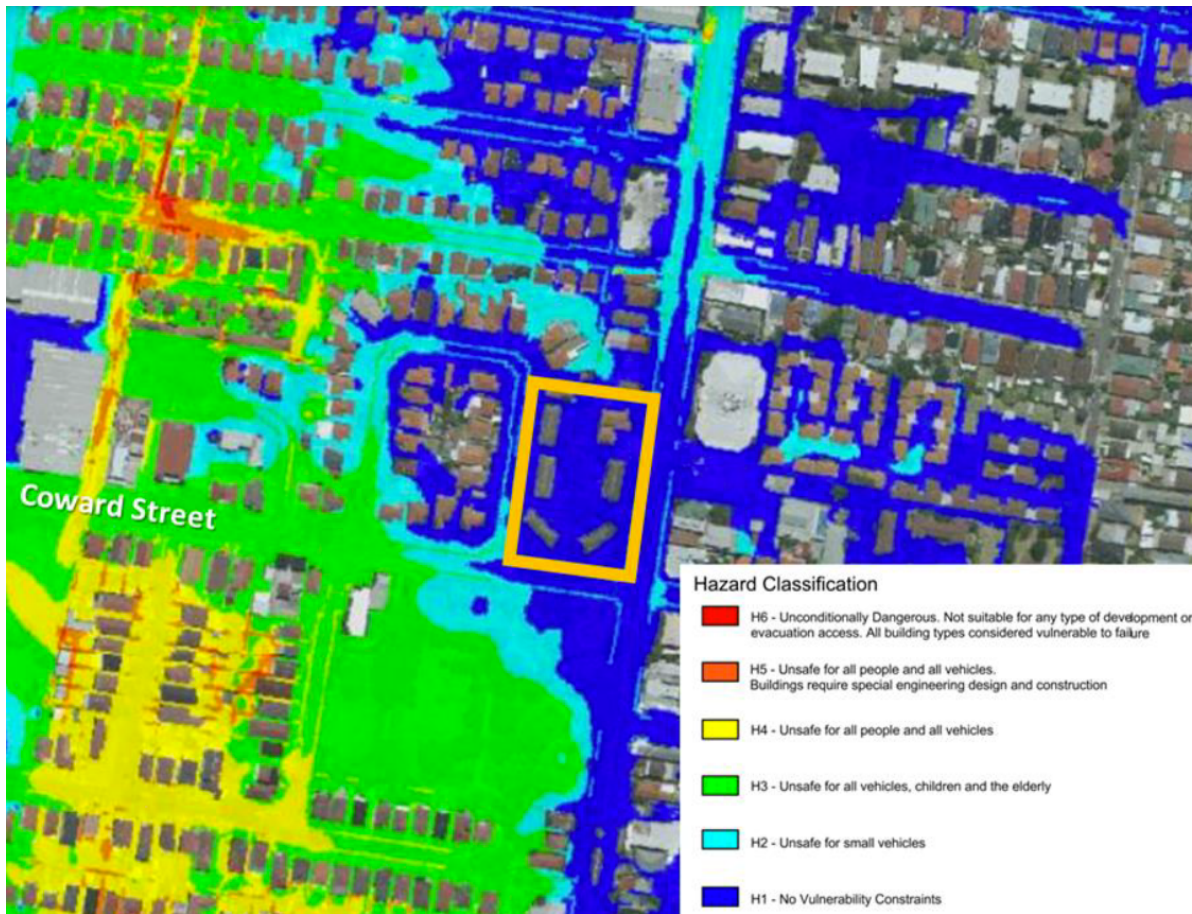 Coward Street
Hazard Classification
H6 - Unconditionally Dangerous. Not suitable for any type of development or
evacuation access. All building types considered vulnerable to failure
H5 - Unsafe for all people and all vehicles.
Buildings require special engineering design and construction
H4 - Unsafe for all people and all vehicles
H3 - Unsafe for all vehicles, children and the elderly
H2 - Unsafe for small vehicles
H1 - No Vulnerability Constraints